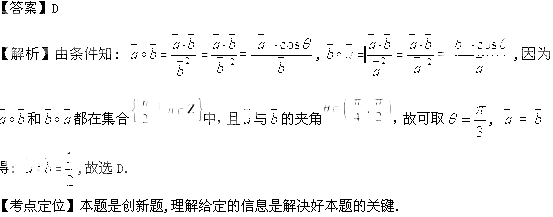 【答案】D
【解析】由条件知: a∘b = a·b/b² = a·b/b² = a·cosθ/b, b∘a = a·b/a² = a·b/a² = b·cosθ/a ,因为
a∘b和b∘a都在集合{n/2 | n∈Z}中,且a与b的夹角θ∈(π/4, π/2),故可取θ=π/3, a = b
得: a∘b=1/2,故选 D.
【考点定位】本题是创新题,理解给定的信息是解决好本题的关键.